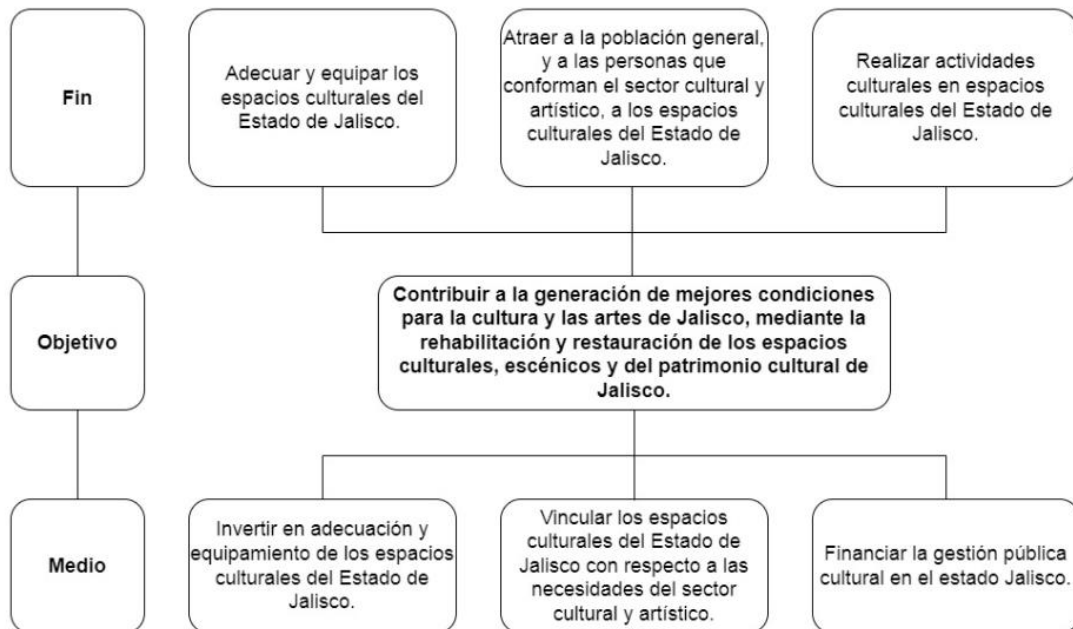 Fin
Adecuar y equipar los
espacios culturales del
Estado de Jalisco.
Atraer a la población general,
y a las personas que
conforman el sector cultural y
artístico, a los espacios
culturales del Estado de
Jalisco.
Realizar actividades
culturales en espacios
culturales del Estado de
Jalisco.
Objetivo
Contribuir a la generación de mejores condiciones
para la cultura y las artes de Jalisco, mediante la
rehabilitación y restauración de los espacios
culturales, escénicos y del patrimonio cultural de
Jalisco.
Medio
Invertir en adecuación y
equipamiento de los espacios
culturales del Estado de
Jalisco.
Vincular los espacios
culturales del Estado de
Jalisco con respecto a las
necesidades del sector
cultural y artístico.
Financiar la gestión pública
cultural en el estado Jalisco.